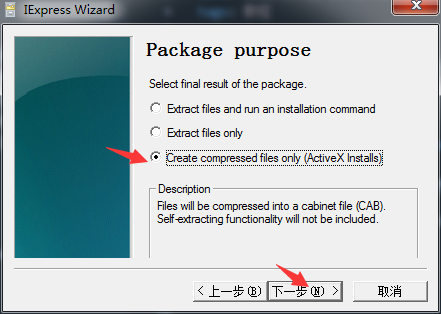 IExpress Wizard
Package purpose
Select final result of the package.
Extract files and run an installation command
Extract files only
Create compressed files only (ActiveX Installs)
Description
Files will be compressed into a cabinet file (CAB).
Self-extracting functionality will not be included.
< 上一步(B) 下一步(N) > 取消